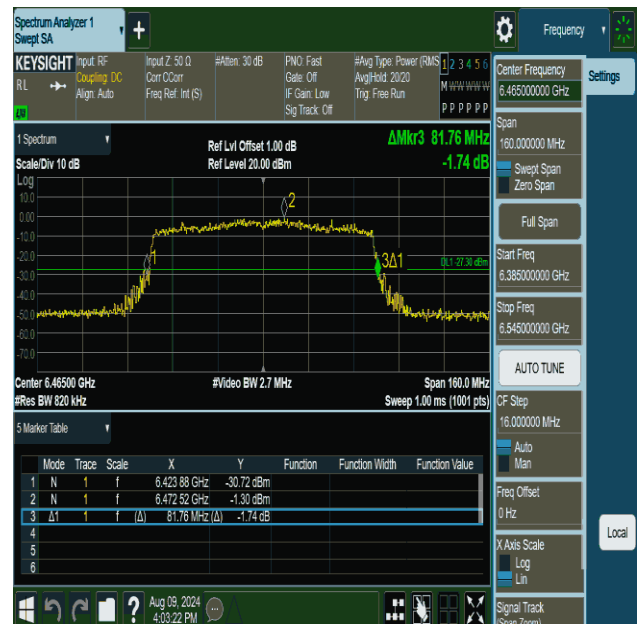 Spectrum Analyzer 1
Swept SA
Frequency
KEYSIGHT Input: RF Input Z: 50 Ω #Atten: 30 dB PNO: Fast #Avg Type: Power (RMS 1 2 3 4 5 6
RL Coupling: DC Corr CCorr Gate: Off Avg|Hold: 20/20 M W W W W W
Align: Auto Freq Ref: Int (S) IF Gain: Low Trig: Free Run
Sig Track: Off P P P P P P
1 Spectrum
Ref Lvl Offset 1.00 dB ΔMkr3 81.76 MHz
Scale/Div 10 dB Ref Level 20.00 dBm -1.74 dB
Log
10.0
0.00
-10.0
-20.0
-30.0
-40.0
-50.0
-60.0
-70.0
1
2
3Δ1
DL1 -27.30 dBm
Center 6.46500 GHz #Video BW 2.7 MHz Span 160.0 MHz
#Res BW 820 kHz Sweep 1.00 ms (1001 pts)
5 Marker Table
Mode Trace Scale X Y Function Function Width Function Value
1 N 1 f 6.423 88 GHz -30.72 dBm
2 N 1 f 6.472 52 GHz -1.30 dBm
3 Δ1 1 f (Δ) 81.76 MHz (Δ) -1.74 dB
4
5
6
Aug 09, 2024
4:03:22 PM
Center Frequency
6.465000000 GHz
Settings
Span
160.000000 MHz
Swept Span
Zero Span
Full Span
Start Freq
6.385000000 GHz
Stop Freq
6.545000000 GHz
AUTO TUNE
CF Step
16.000000 MHz
Auto
Man
Freq Offset
0 Hz
Local
X Axis Scale
Log
Lin
Signal Track
(Span Zoom)